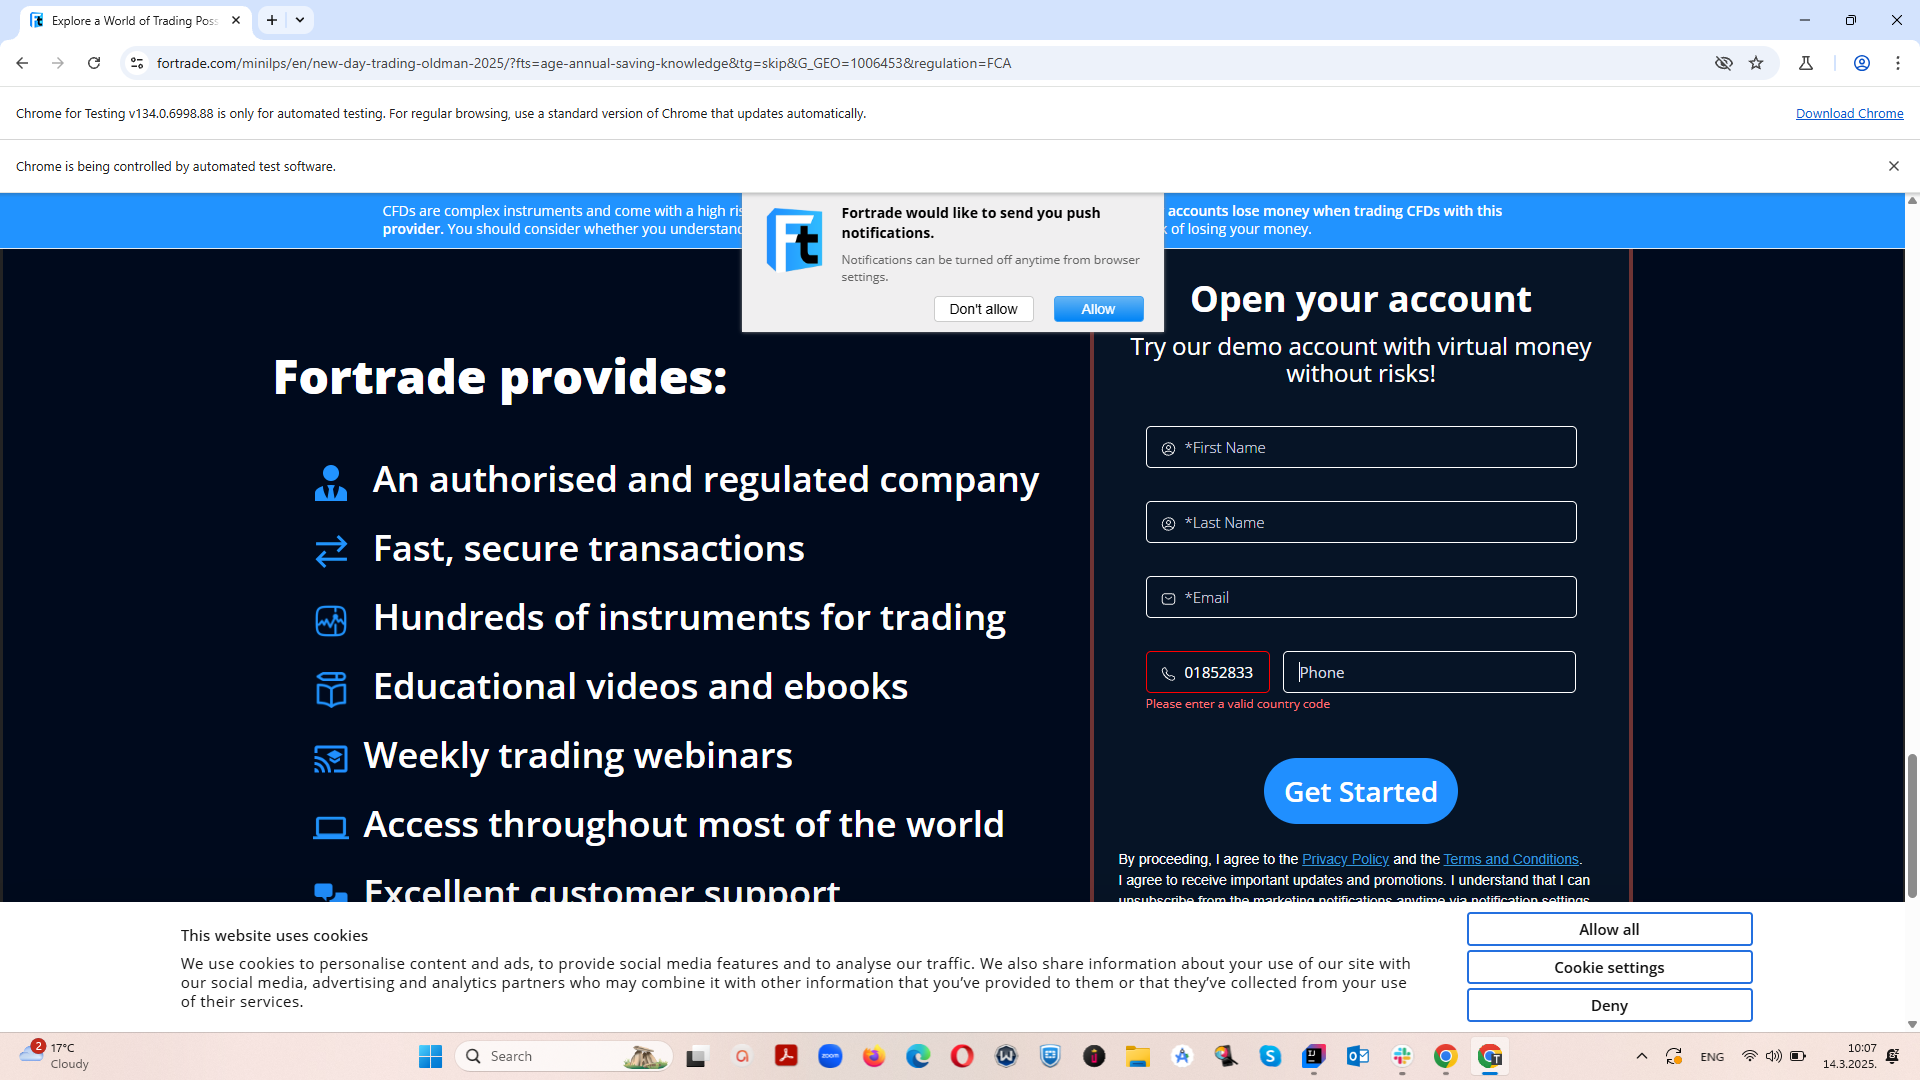 Explore a World of Trading Poss
fortrade.com/minilps/en/new-day-trading-oldman-2025/?fts=age-annual-saving-knowledge&tg=skip&G_GEO=1006453&regulation=FCA
Chrome for Testing v134.0.6998.88 is only for automated testing. For regular browsing, use a standard version of Chrome that updates automatically.
Download Chrome
Chrome is being controlled by automated test software.
CFDs are complex instruments and come with a high ris
accounts lose money when trading CFDs with this
provider. You should consider whether you understand
of losing your money.
Fortrade would like to send you push
notifications.
Notifications can be turned off anytime from browser
settings.
Don't allow
Allow
Fortrade provides:
An authorised and regulated company
Fast, secure transactions
Hundreds of instruments for trading
Educational videos and ebooks
Weekly trading webinars
Access throughout most of the world
Excellent customer support
Open your account
Try our demo account with virtual money
without risks!
*First Name
*Last Name
*Email
01852833
Phone
Please enter a valid country code
Get Started
By proceeding, I agree to the Privacy Policy and the Terms and Conditions.
I agree to receive important updates and promotions. I understand that I can
unsubscribe from the marketing notifications anytime via notification settings
This website uses cookies
We use cookies to personalise content and ads, to provide social media features and to analyse our traffic. We also share information about your use of our site with
our social media, advertising and analytics partners who may combine it with other information that you've provided to them or that they've collected from your use
of their services.
Allow all
Cookie settings
Deny
2
17°C
Cloudy
Search
zoom
ENG
10:07
14.3.2025.